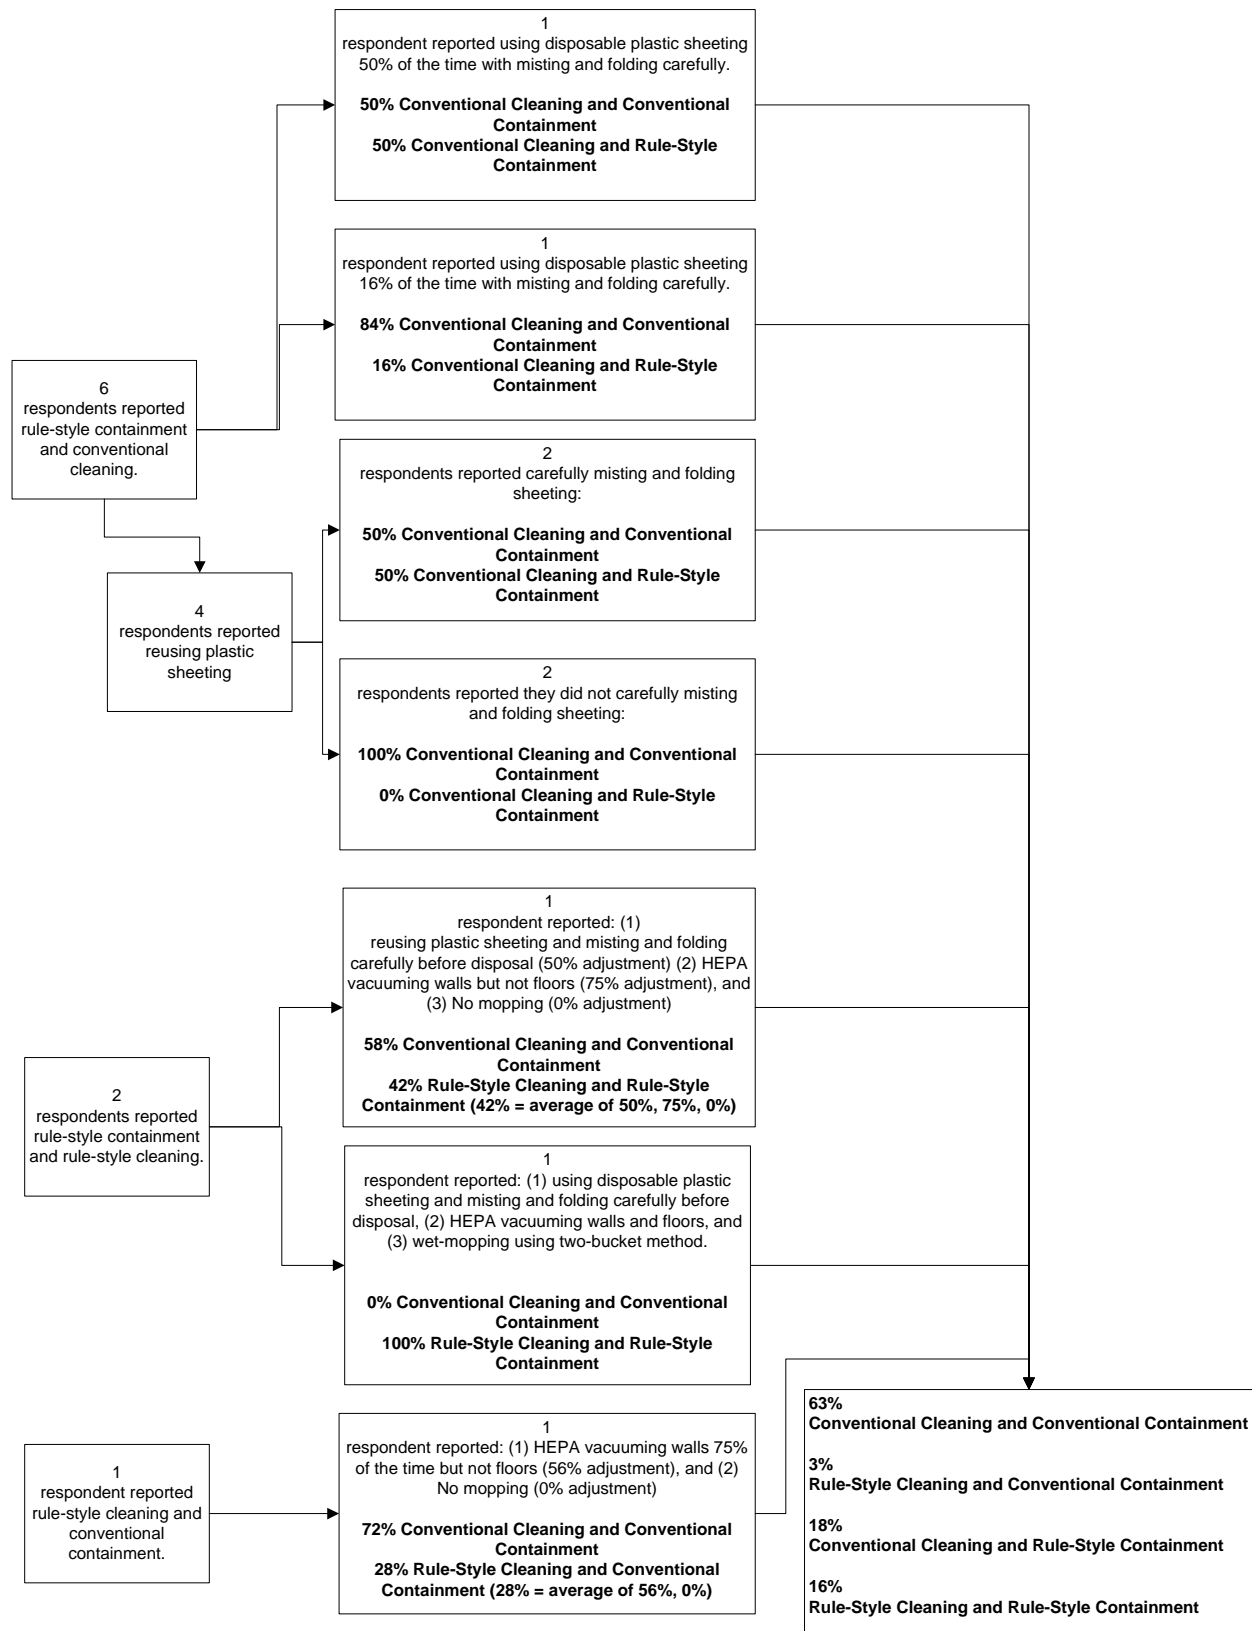 1
respondent reported using disposable plastic sheeting
50% of the time with misting and folding carefully.
50% Conventional Cleaning and Conventional
Containment
50% Conventional Cleaning and Rule-Style
Containment
1
respondent reported using disposable plastic sheeting
16% of the time with misting and folding carefully.
84% Conventional Cleaning and Conventional
Containment
16% Conventional Cleaning and Rule-Style
Containment
6
respondents reported
rule-style containment
and conventional
cleaning.
2
respondents reported carefully misting and folding
sheeting:
50% Conventional Cleaning and Conventional
Containment
50% Conventional Cleaning and Rule-Style
Containment
4
respondents reported
reusing plastic
sheeting
2
respondents reported they did not carefully misting
and folding sheeting:
100% Conventional Cleaning and Conventional
Containment
0% Conventional Cleaning and Rule-Style
Containment
1
respondent reported: (1)
reusing plastic sheeting and misting and folding
carefully before disposal (50% adjustment) (2) HEPA
vacuuming walls but not floors (75% adjustment), and
(3) No mopping (0% adjustment)
58% Conventional Cleaning and Conventional
Containment
42% Rule-Style Cleaning and Rule-Style
Containment (42% = average of 50%, 75%, 0%)
2
respondents reported
rule-style containment
and rule-style cleaning.
1
respondent reported: (1) using disposable plastic
sheeting and misting and folding carefully before
disposal, (2) HEPA vacuuming walls and floors, and
(3) wet-mopping using two-bucket method.
0% Conventional Cleaning and Conventional
Containment
100% Rule-Style Cleaning and Rule-Style
Containment
1
respondent reported
rule-style cleaning and
conventional
containment.
1
respondent reported: (1) HEPA vacuuming walls 75%
of the time but not floors (56% adjustment), and (2)
No mopping (0% adjustment)
72% Conventional Cleaning and Conventional
Containment
28% Rule-Style Cleaning and Conventional
Containment (28% = average of 56%, 0%)
63%
Conventional Cleaning and Conventional Containment
3%
Rule-Style Cleaning and Conventional Containment
18%
Conventional Cleaning and Rule-Style Containment
16%
Rule-Style Cleaning and Rule-Style Containment